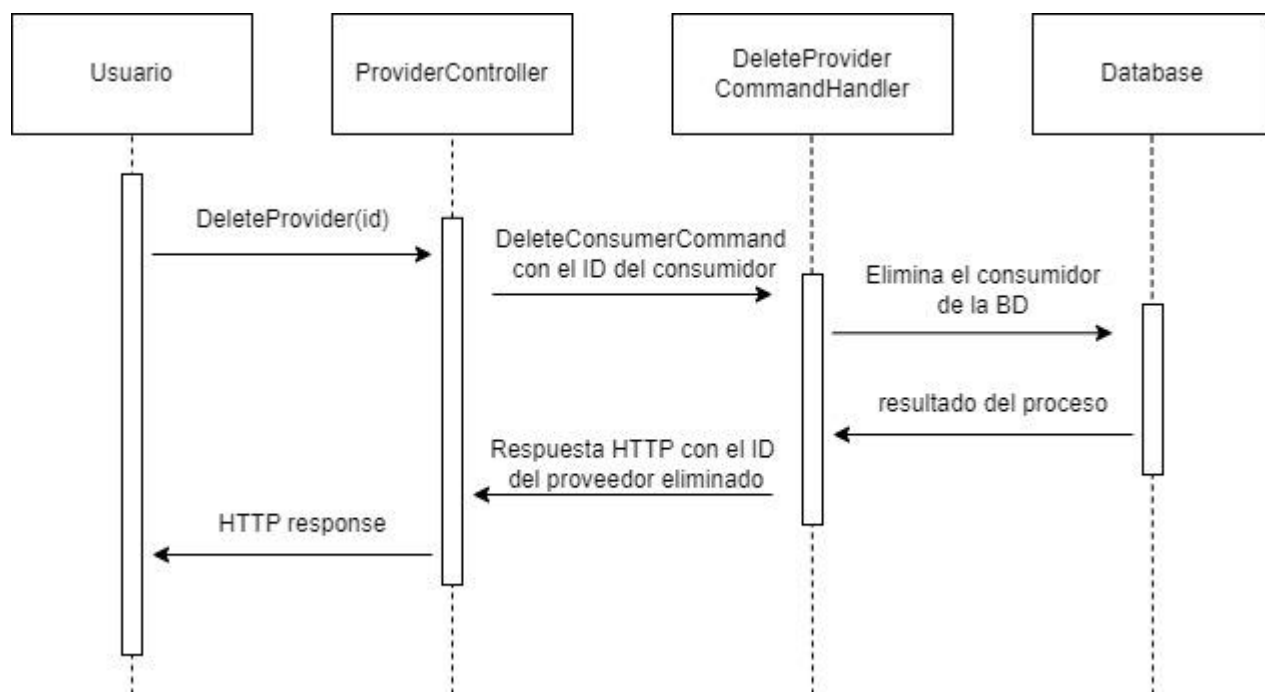 Usuario
ProviderController
DeleteProvider
CommandHandler
Database
DeleteProvider(id)
DeleteConsumerCommand
con el ID del consumidor
Elimina el consumidor
de la BD
resultado del proceso
Respuesta HTTP con el ID
del proveedor eliminado
HTTP response